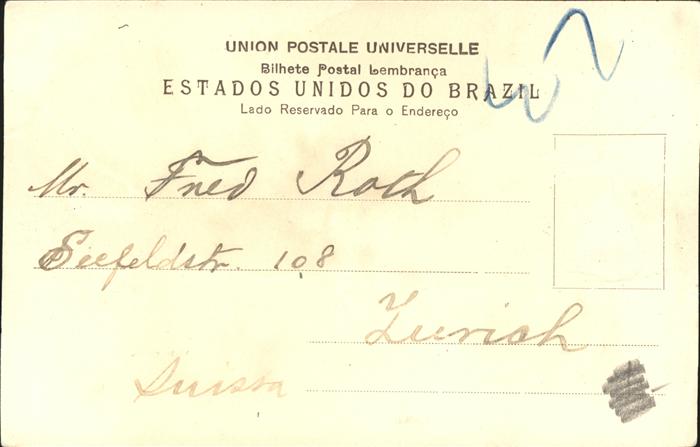 UNION POSTALE UNIVERSELLE
Bilhete Postal Lembrança
ESTADOS UNIDOS DO BRAZIL
Lado Reservado Para o Endereço
Mr. Fred Roth
Seefeldstr. 108
Zurich
Suissa